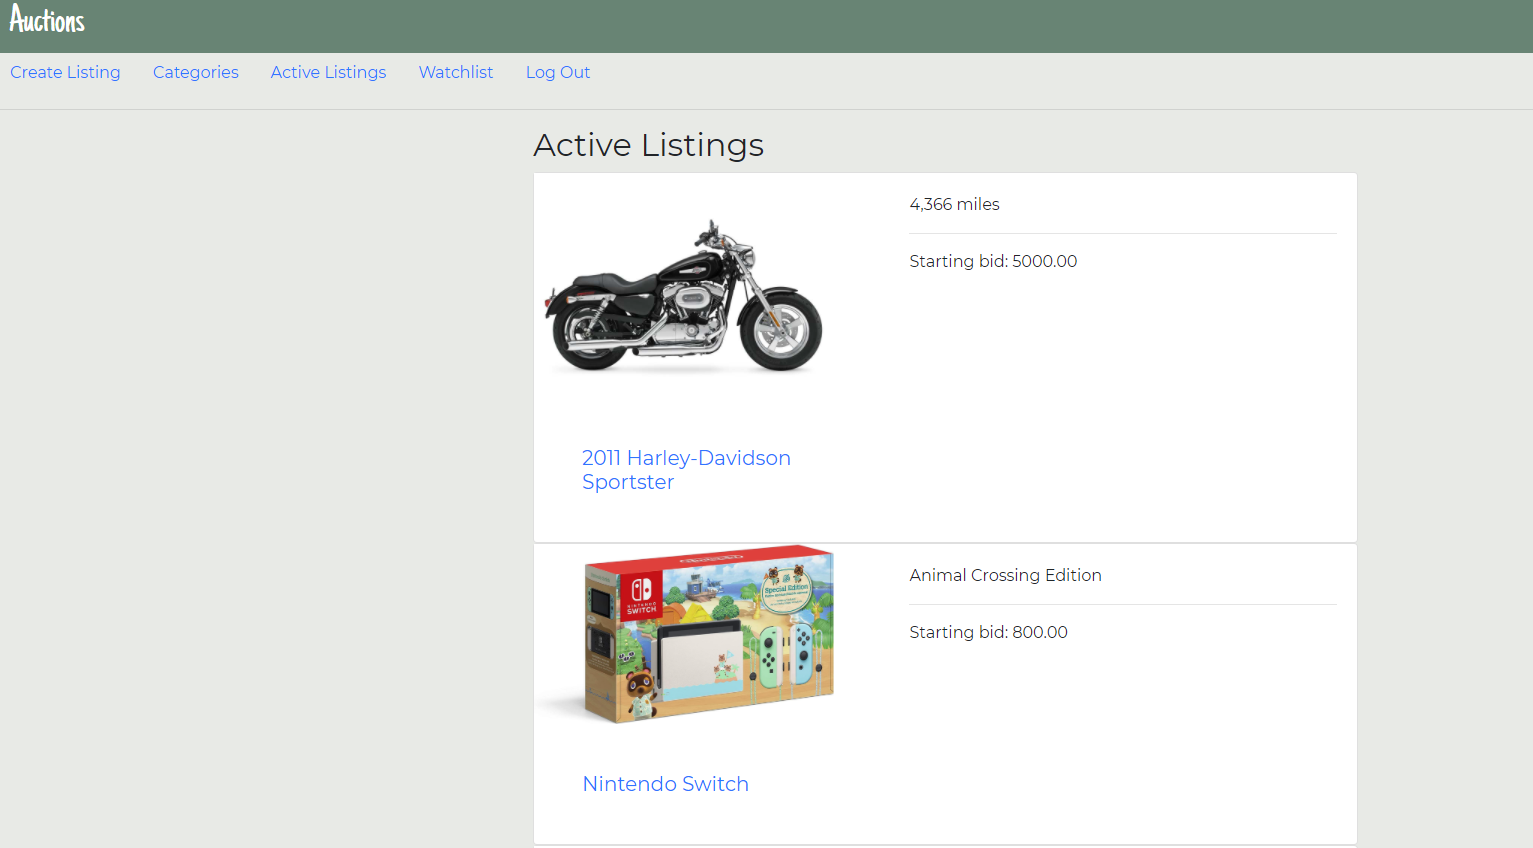 Auctions
Create Listing Categories Active Listings Watchlist Log Out
Active Listings
4,366 miles
Starting bid: 5000.00
2011 Harley-Davidson
Sportster
Animal Crossing Edition
Starting bid: 800.00
NINTENDO
SWITCH
Special Edition
Nintendo Switch